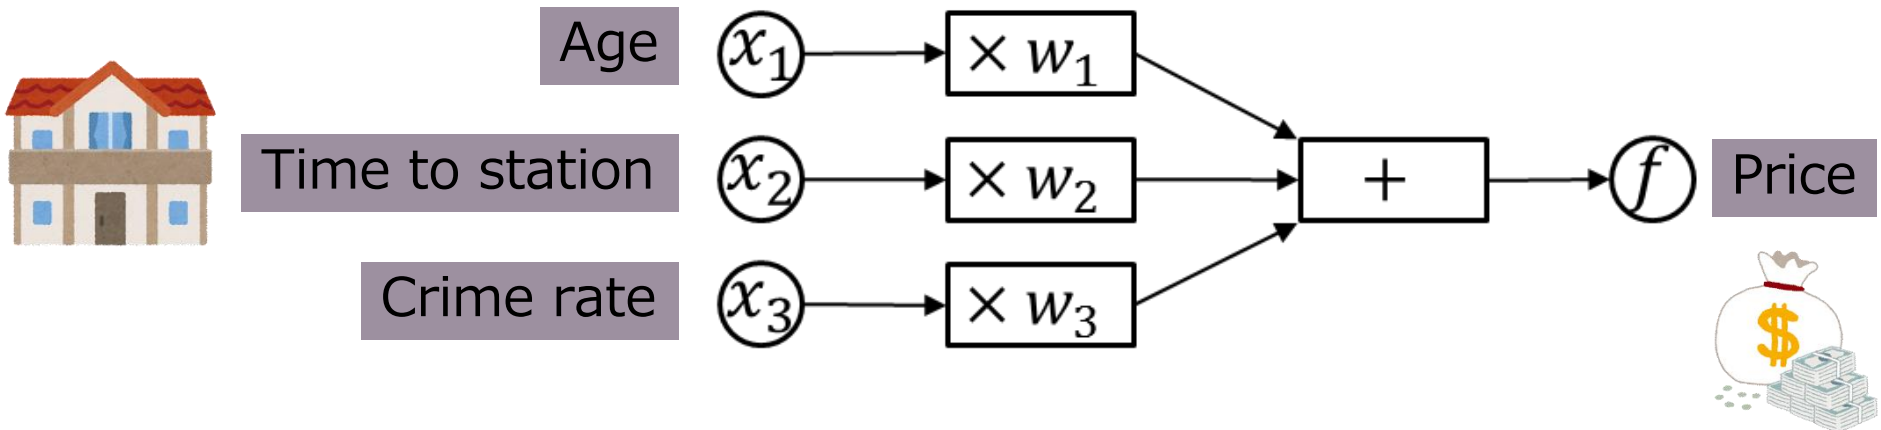 Age x₁ × w₁
Time to station x₂ × w₂ + f Price
Crime rate x₃ × w₃
$